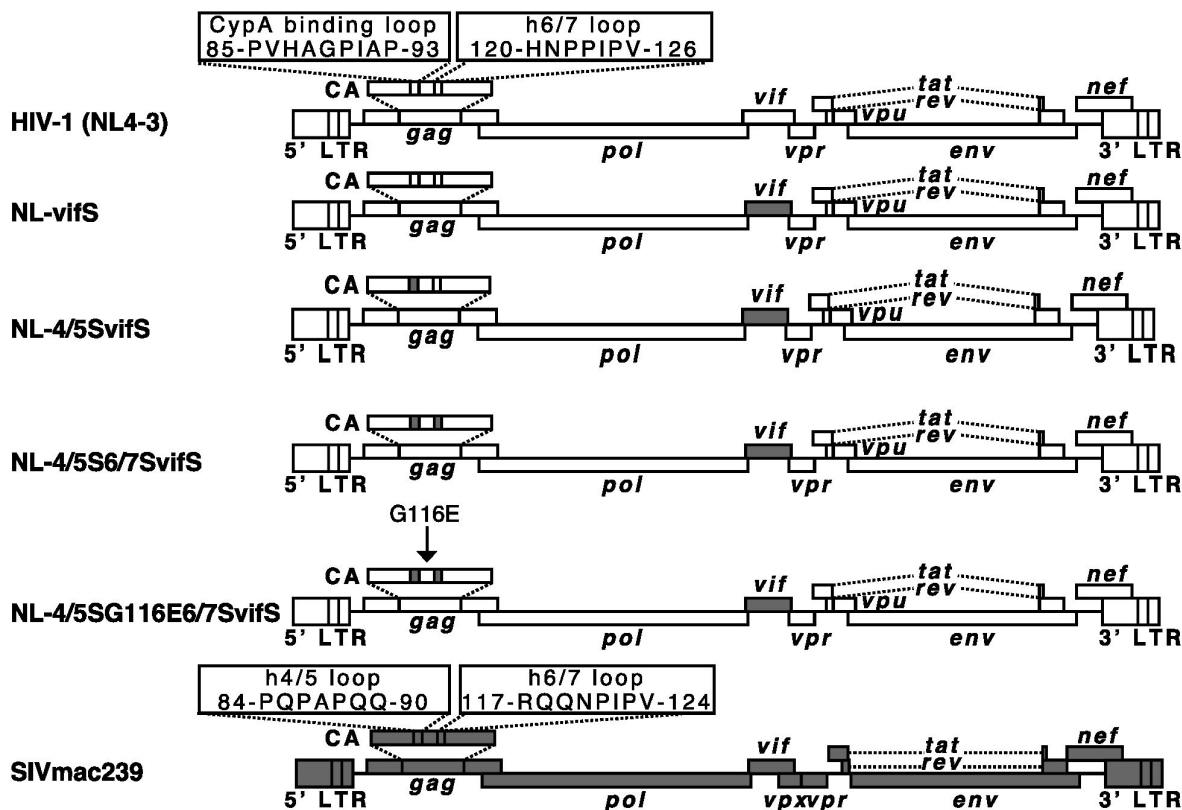 CypA binding loop
85-PVHAGPIAP-93
h6/7 loop
120-HNPPIPV-126
HIV-1 (NL4-3)
CA
5' LTR
gag
pol
vif
vpr
tat
rev
vpu
env
nef
3' LTR
NL-vifS
CA
5' LTR
gag
pol
vif
vpr
tat
rev
vpu
env
nef
3' LTR
NL-4/5SvifS
CA
5' LTR
gag
pol
vif
vpr
tat
rev
vpu
env
nef
3' LTR
NL-4/5S6/7SvifS
CA
5' LTR
gag
pol
vif
vpr
tat
rev
vpu
env
nef
3' LTR
G116E
NL-4/5SG116E6/7SvifS
CA
5' LTR
gag
pol
vif
vpr
tat
rev
vpu
env
nef
3' LTR
h4/5 loop
84-PQPAPQQ-90
h6/7 loop
117-RQQNPIPV-124
SIVmac239
CA
5' LTR
gag
pol
vif
vpxvpr
tat
rev
env
nef
3' LTR